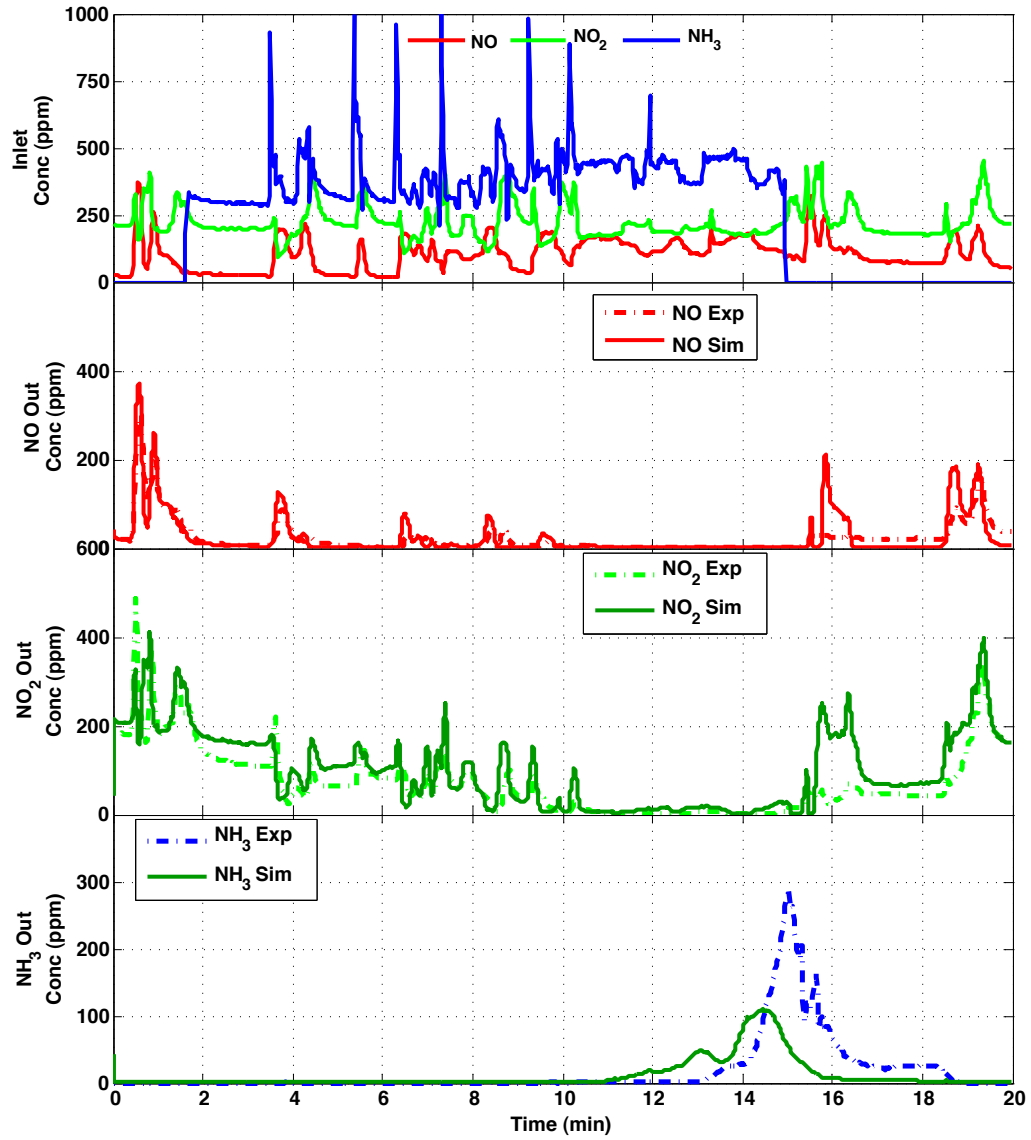 1000
NO NO2 NH3
750
500
250
0
Inlet
Conc (ppm)
NO Exp
NO Sim
400
200
600
NO Out
Conc (ppm)
NO2 Exp
NO2 Sim
400
200
0
NO2 Out
Conc (ppm)
NH3 Exp
NH3 Sim
300
200
100
0
NH3 Out
Conc (ppm)
0 2 4 6 8 10 12 14 16 18 20
Time (min)